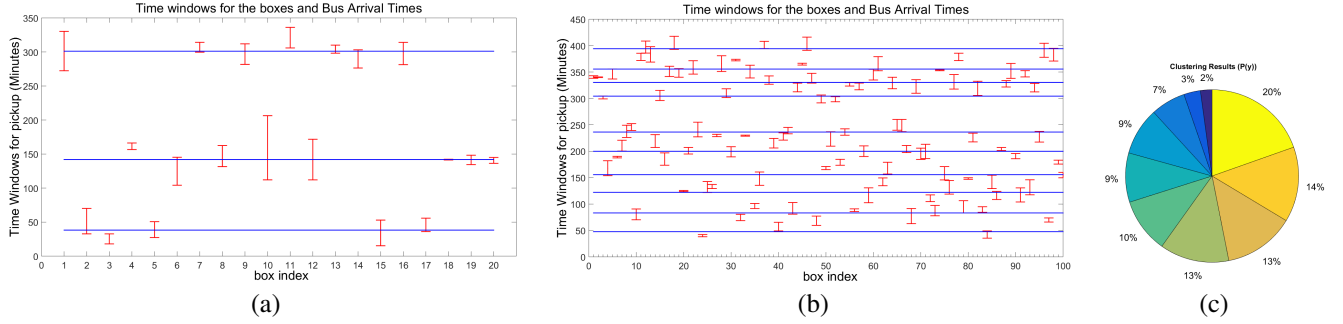 Time windows for the boxes and Bus Arrival Times
Time Windows for pickup (Minutes)
350
300
250
200
150
100
50
0
0 1 2 3 4 5 6 7 8 9 10 11 12 13 14 15 16 17 18 19 20
box index
(a)
Time windows for the boxes and Bus Arrival Times
Time Windows for pickup (Minutes)
450
400
350
300
250
200
150
100
50
0
0 10 20 30 40 50 60 70 80 90 100
box index
(b)
Clustering Results (P(y))
2%
3%
7%
9%
9%
10%
13%
13%
14%
20%
(c)